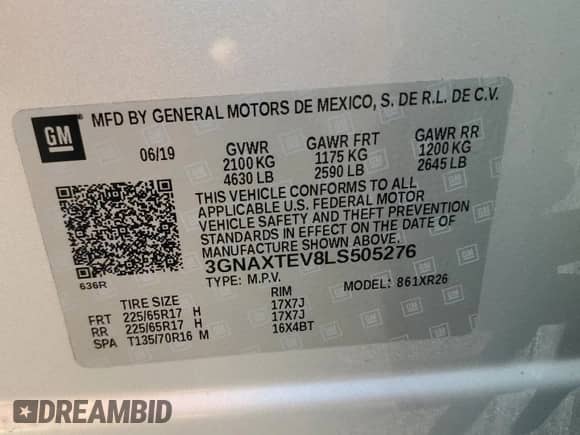 GM
MFD BY GENERAL MOTORS DE MEXICO, S. DE R.L. DE C.V.
06/19 GVWR GAWR FRT GAWR RR
2100 KG 1175 KG 1200 KG
4630 LB 2590 LB 2645 LB
THIS VEHICLE CONFORMS TO ALL
APPLICABLE U.S. FEDERAL MOTOR
VEHICLE SAFETY AND THEFT PREVENTION
STANDARDS IN EFFECT ON THE DATE OF
MANUFACTURE SHOWN ABOVE.
3GNAXTEV8LS505276
636R
TYPE: M.P.V. MODEL: 861XR26
TIRE SIZE RIM
FRT 225/65R17 H 17X7J
RR 225/65R17 H 17X7J
SPA T135/70R16 M 16X4BT
DREAMBID